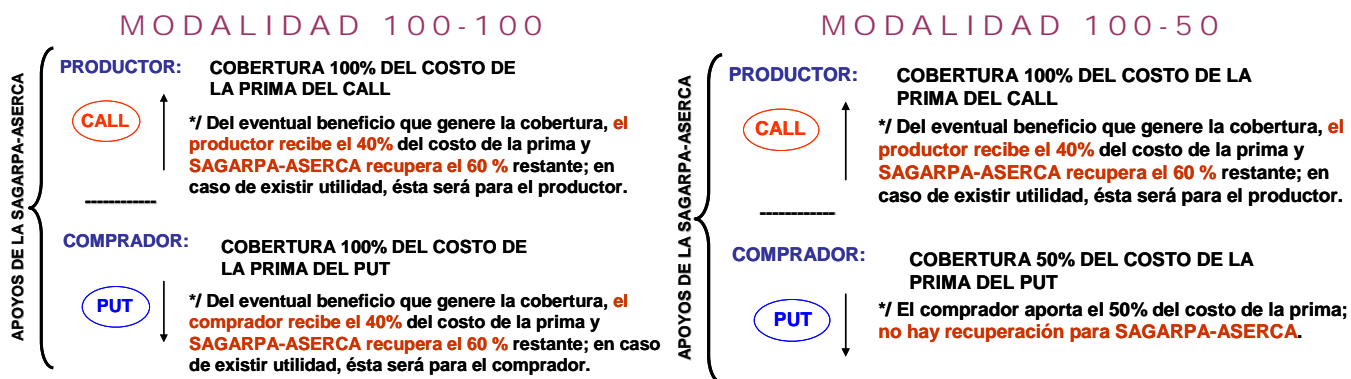 MODALIDAD 100-100
APOYOS DE LA SAGARPA-ASERCA
PRODUCTOR:
COBERTURA 100% DEL COSTO DE
LA PRIMA DEL CALL
CALL
*/ Del eventual beneficio que genere la cobertura, el
productor recibe el 40% del costo de la prima y
SAGARPA-ASERCA recupera el 60 % restante; en
caso de existir utilidad, ésta será para el productor.
------------
COMPRADOR:
COBERTURA 100% DEL COSTO DE
LA PRIMA DEL PUT
PUT
*/ Del eventual beneficio que genere la cobertura, el
comprador recibe el 40% del costo de la prima y
SAGARPA-ASERCA recupera el 60 % restante; en caso
de existir utilidad, ésta será para el comprador.
MODALIDAD 100-50
APOYOS DE LA SAGARPA-ASERCA
PRODUCTOR:
COBERTURA 100% DEL COSTO DE LA
PRIMA DEL CALL
CALL
*/ Del eventual beneficio que genere la cobertura, el
productor recibe el 40% del costo de la prima y
SAGARPA-ASERCA recupera el 60 % restante; en
caso de existir utilidad, ésta será para el productor.
------------
COMPRADOR:
COBERTURA 50% DEL COSTO DE LA
PRIMA DEL PUT
PUT
*/ El comprador aporta el 50% del costo de la prima;
no hay recuperación para SAGARPA-ASERCA.